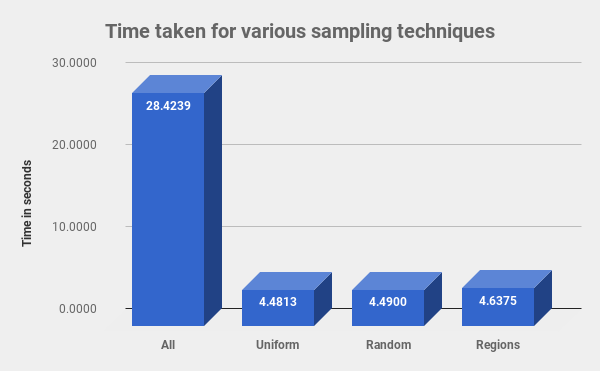 Time taken for various sampling techniques
30.0000
20.0000
10.0000
0.0000
Time in seconds
28.4239
4.4813
4.4900
4.6375
All
Uniform
Random
Regions